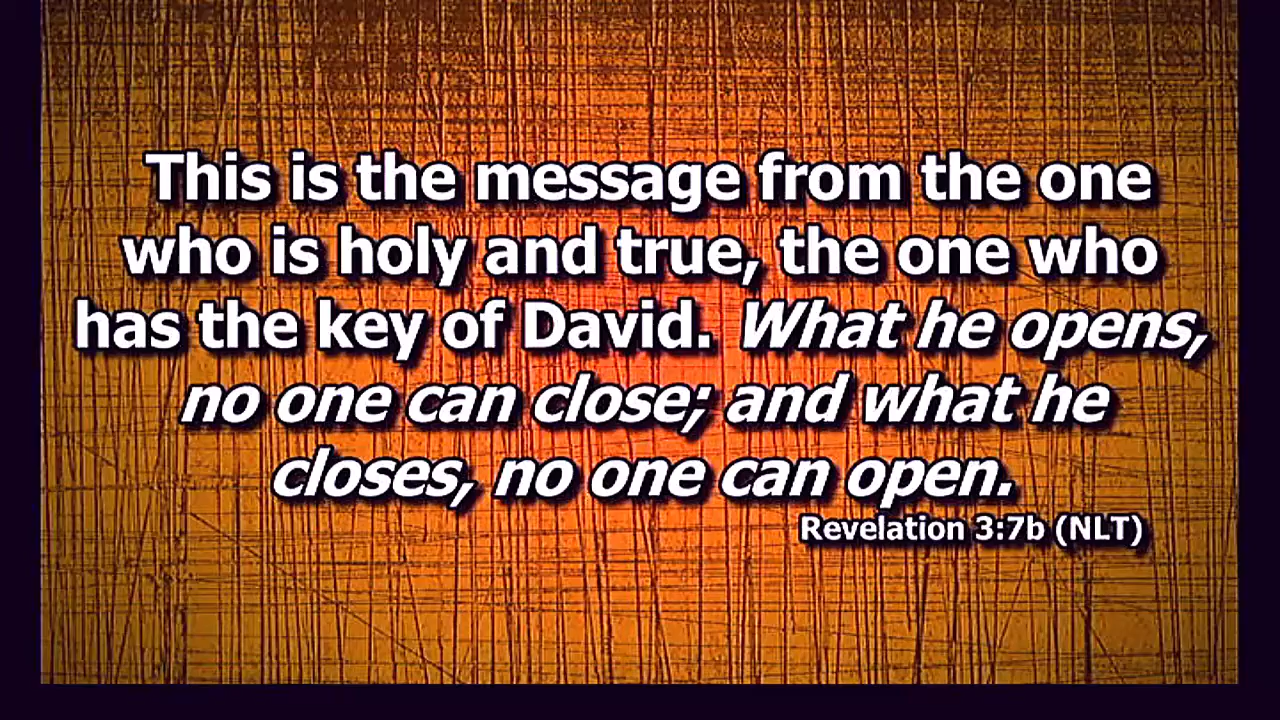 This is the message from the one
who is holy and true, the one who
has the key of David. What he opens,
no one can close; and what he
closes, no one can open.
Revelation 3:7b (NLT)